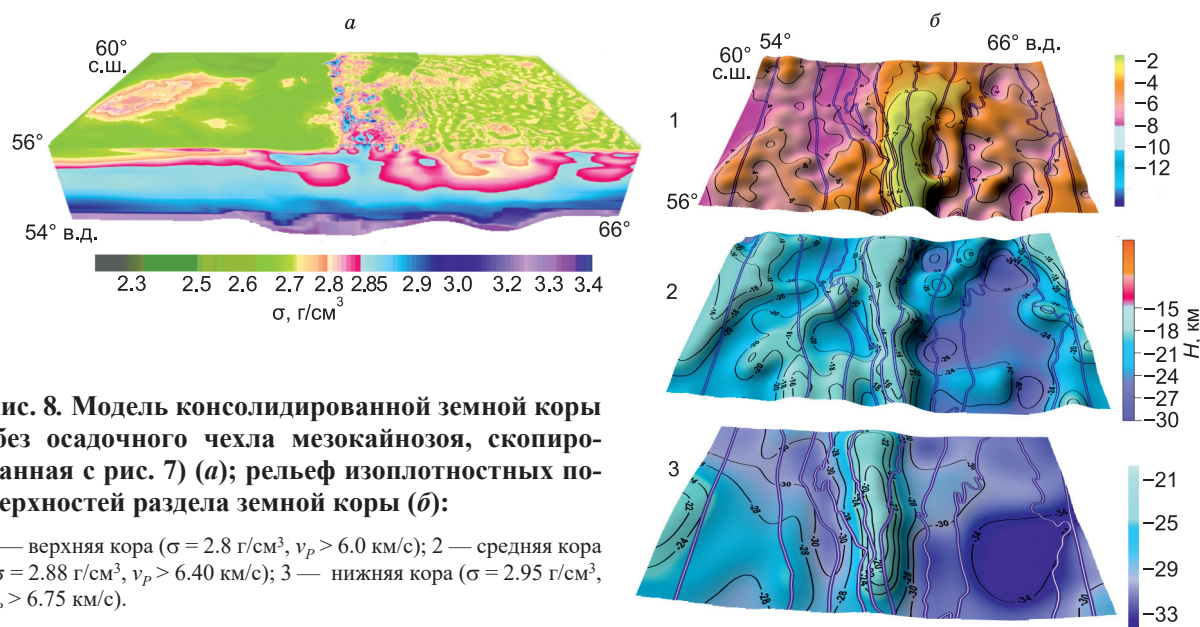 а
60°
с.ш.
56°
54° в.д.
66°
2.3 2.5 2.6 2.7 2.8 2.85 2.9 3.0 3.2 3.3 3.4
σ, г/см³
б
54°
60°
с.ш.
66° в.д.
1
56°
−2
−4
−6
−8
−10
−12
2
−15
−18
−21
−24
−27
−30
H, км
3
−21
−25
−29
−33
ис. 8. Модель консолидированной земной коры
без осадочного чехла мезокайнозоя, скопиро-
анная с рис. 7) (а); рельеф изоплотностных по-
ерхностей раздела земной коры (б):
— верхняя кора (σ = 2.8 г/см³, vP > 6.0 км/с); 2 — средняя кора
σ = 2.88 г/см³, vP > 6.40 км/с); 3 — нижняя кора (σ = 2.95 г/см³,
> 6.75 км/с).